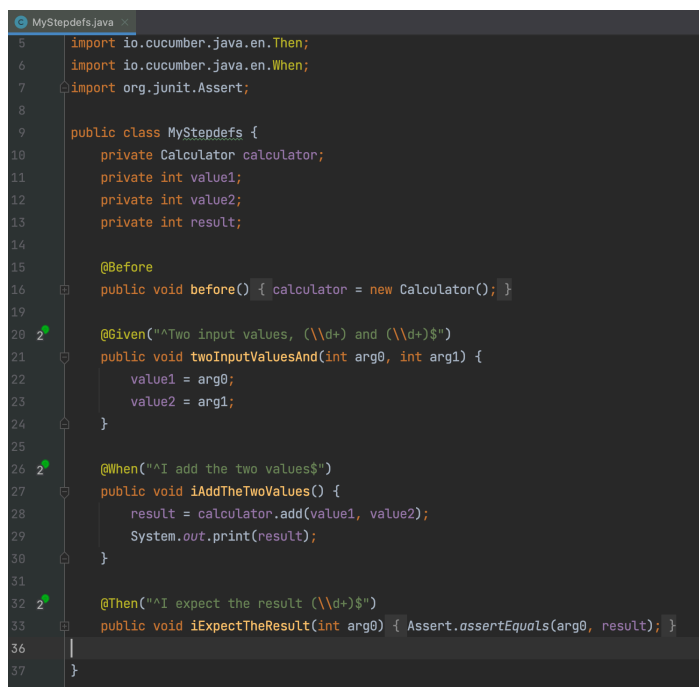 MyStepdefs.java
5 import io.cucumber.java.en.Then;
6 import io.cucumber.java.en.When;
7 import org.junit.Assert;
8
9 public class MyStepdefs {
10     private Calculator calculator;
11     private int value1;
12     private int value2;
13     private int result;
14
15     @Before
16     public void before() { calculator = new Calculator(); }
19
20 2 @Given("^Two input values, (\\d+) and (\\d+)$")
21     public void twoInputValuesAnd(int arg0, int arg1) {
22         value1 = arg0;
23         value2 = arg1;
24     }
25
26 2 @When("^I add the two values$")
27     public void iAddTheTwoValues() {
28         result = calculator.add(value1, value2);
29         System.out.print(result);
30     }
31
32 2 @Then("^I expect the result (\\d+)$")
33     public void iExpectTheResult(int arg0) { Assert.assertEquals(arg0, result); }
36
37 }